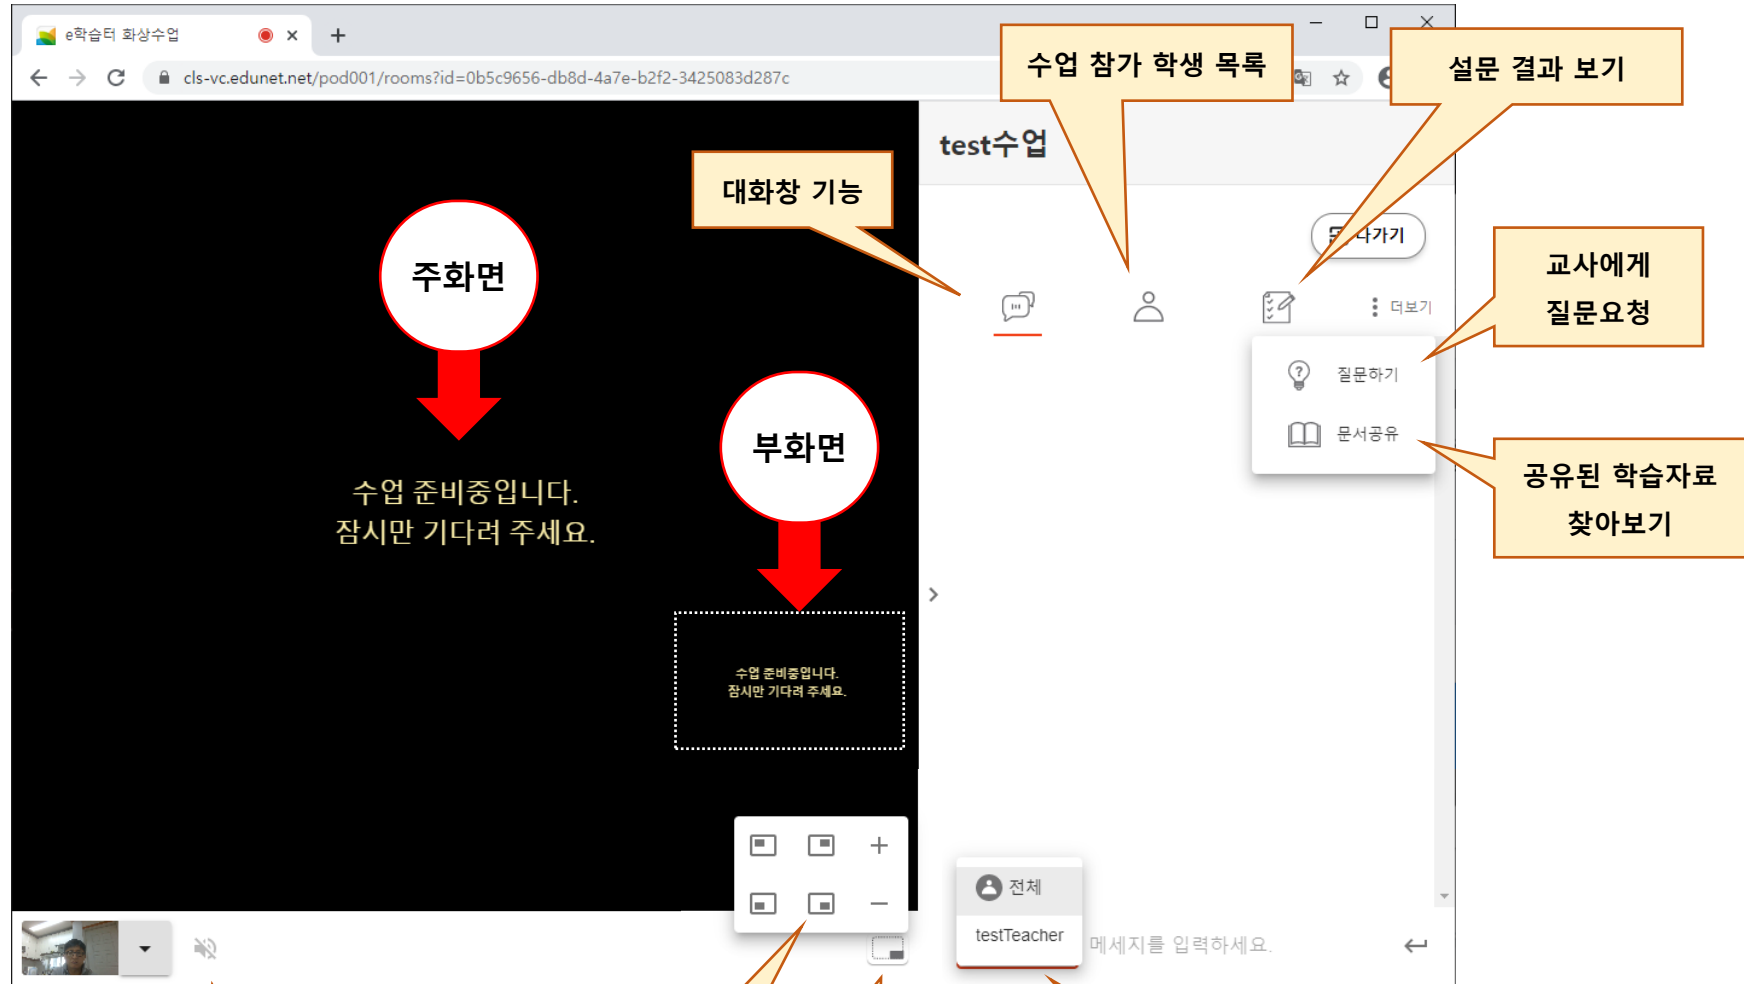 e학습터 화상수업
cls-vc.edunet.net/pod001/rooms?id=0b5c9656-db8d-4a7e-b2f2-3425083d287c
수업 참가 학생 목록
설문 결과 보기
test수업
대화창 기능
나가기
주화면
교사에게
질문요청
더보기
질문하기
문서공유
부화면
공유된 학습자료
찾아보기
수업 준비중입니다.
잠시만 기다려 주세요.
수업 준비중입니다.
잠시만 기다려 주세요.
전체
testTeacher
메세지를 입력하세요.